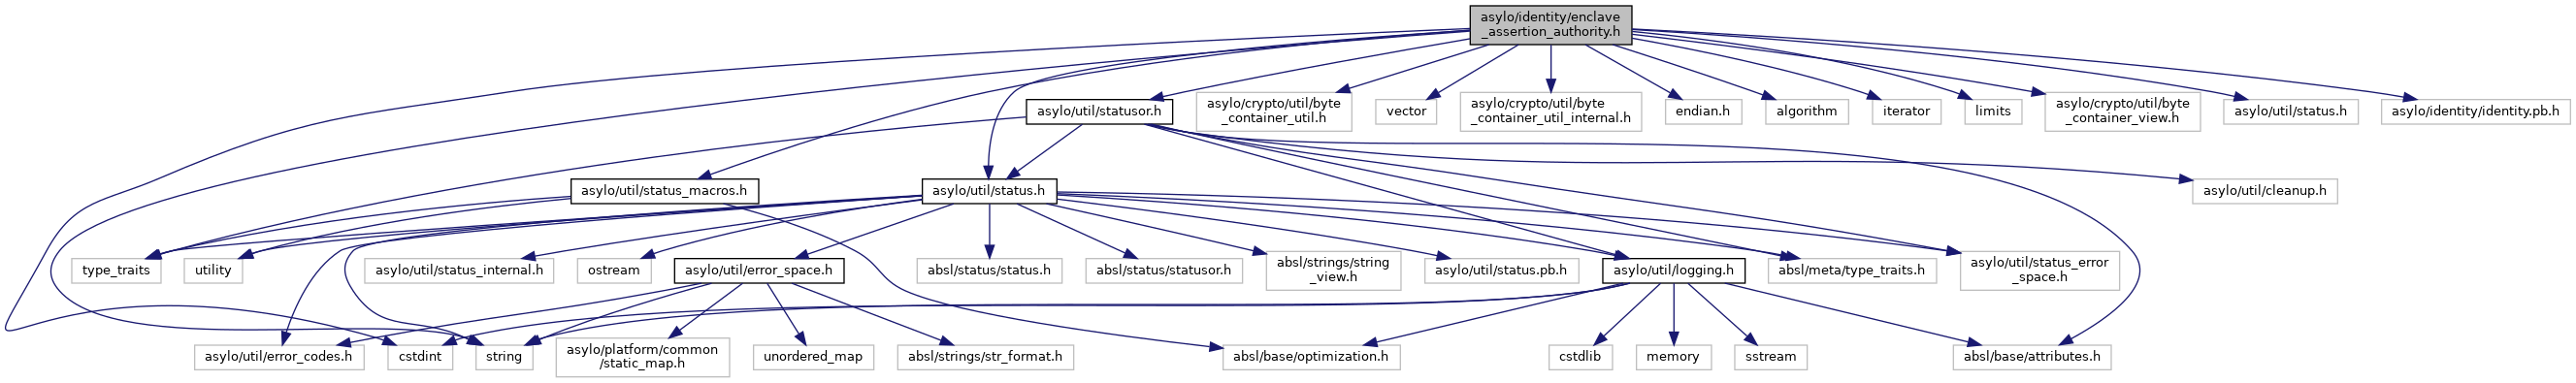 asylo/identity/enclave
_assertion_authority.h
asylo/util/statusor.h
asylo/crypto/util/byte
_container_util.h
vector
asylo/crypto/util/byte
_container_util_internal.h
endian.h
algorithm
iterator
limits
asylo/crypto/util/byte
_container_view.h
asylo/util/status.h
asylo/identity/identity.pb.h
asylo/util/status_macros.h
asylo/util/status.h
asylo/util/cleanup.h
type_traits
utility
asylo/util/status_internal.h
ostream
asylo/util/error_space.h
absl/status/status.h
absl/status/statusor.h
absl/strings/string
_view.h
asylo/util/status.pb.h
asylo/util/logging.h
absl/meta/type_traits.h
asylo/util/status_error
_space.h
asylo/util/error_codes.h
cstdint
string
asylo/platform/common
/static_map.h
unordered_map
absl/strings/str_format.h
absl/base/optimization.h
cstdlib
memory
sstream
absl/base/attributes.h